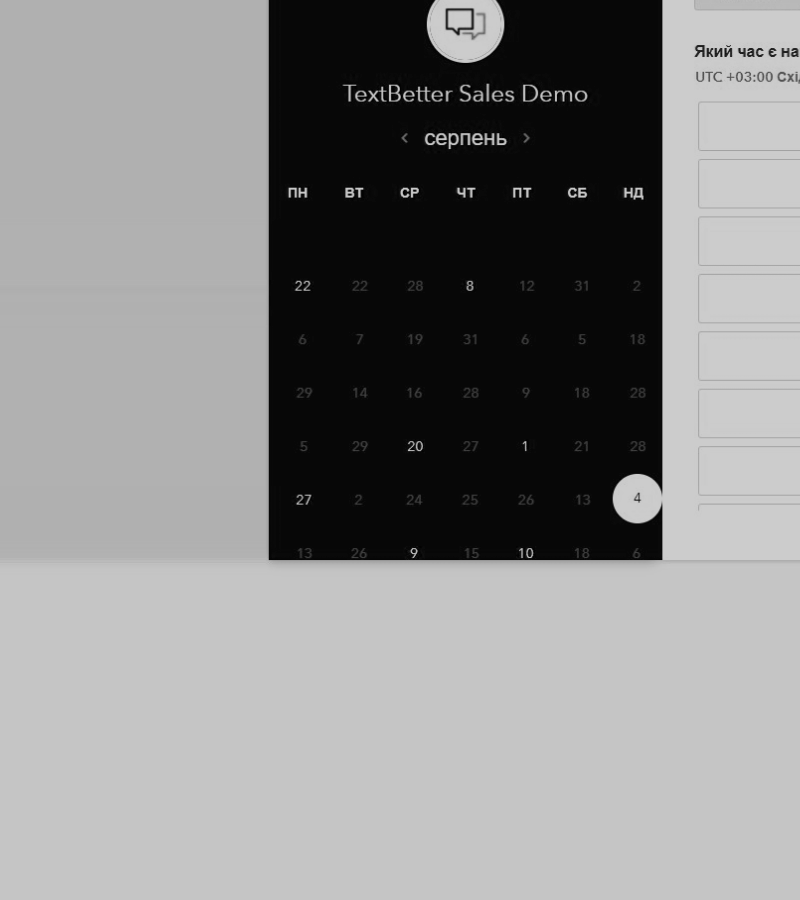 TextBetter Sales Demo
серпень
ПН ВТ СР ЧТ ПТ СБ НД
22 22 28 8 12 31 2
6 7 19 31 6 5 18
29 14 16 28 9 18 28
5 29 20 27 1 21 28
27 2 24 25 26 13 4
13 26 9 15 10 18 6
Який час є на
UTC +03:00 Схі